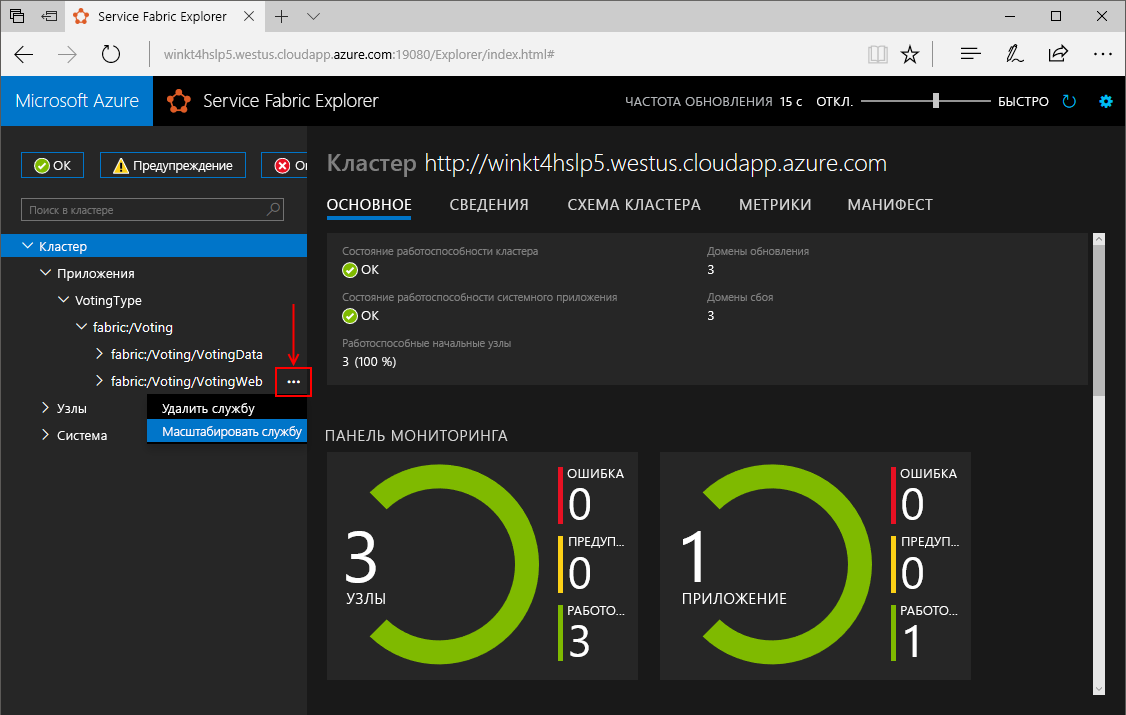 Service Fabric Explorer
winkt4hslp5.westus.cloudapp.azure.com:19080/Explorer/index.html#
Microsoft Azure
Service Fabric Explorer
ЧАСТОТА ОБНОВЛЕНИЯ 15 с ОТКЛ. БЫСТРО
ОК
Предупреждение
Кластер http://winkt4hslp5.westus.cloudapp.azure.com
Поиск в кластере
ОСНОВНОЕ СВЕДЕНИЯ СХЕМА КЛАСТЕРА МЕТРИКИ МАНИФЕСТ
Кластер
Приложения
VotingType
fabric:/Voting
fabric:/Voting/VotingData
fabric:/Voting/VotingWeb
Удалить службу
Масштабировать службу
Узлы
Система
Состояние работоспособности кластера
ОК
Домены обновления
3
Состояние работоспособности системного приложения
ОК
Домены сбоя
3
Работоспособные начальные узлы
3 (100 %)
ПАНЕЛЬ МОНИТОРИНГА
3
УЗЛЫ
ОШИБКА
0
ПРЕДУП...
0
РАБОТО...
3
1
ПРИЛОЖЕНИЕ
ОШИБКА
0
ПРЕДУП...
0
РАБОТО...
1